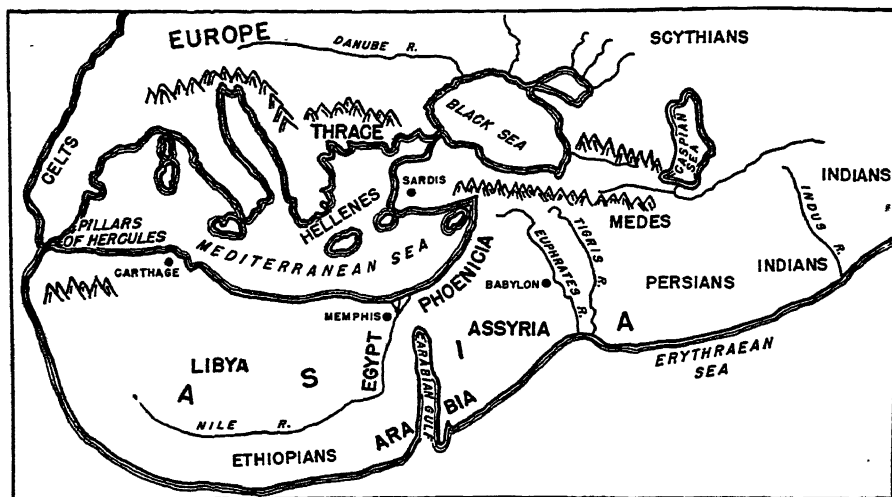 EUROPE
DANUBE R.
SCYTHIANS
CELTS
THRACE
BLACK SEA
CASPIAN
SEA
SARDIS
HELLENES
INDIANS
MEDES
PILLARS
OF HERCULES
MEDITERRANEAN SEA
CARTHAGE
PHOENICIA
EUPHRATES R.
TIGRIS R.
INDUS R.
BABYLON
PERSIANS
INDIANS
MEMPHIS
ASSYRIA
A
ERYTHRAEAN
SEA
LIBYA
EGYPT
I
A
S
ARABIAN GULF
NILE R.
ARA
BIA
ETHIOPIANS